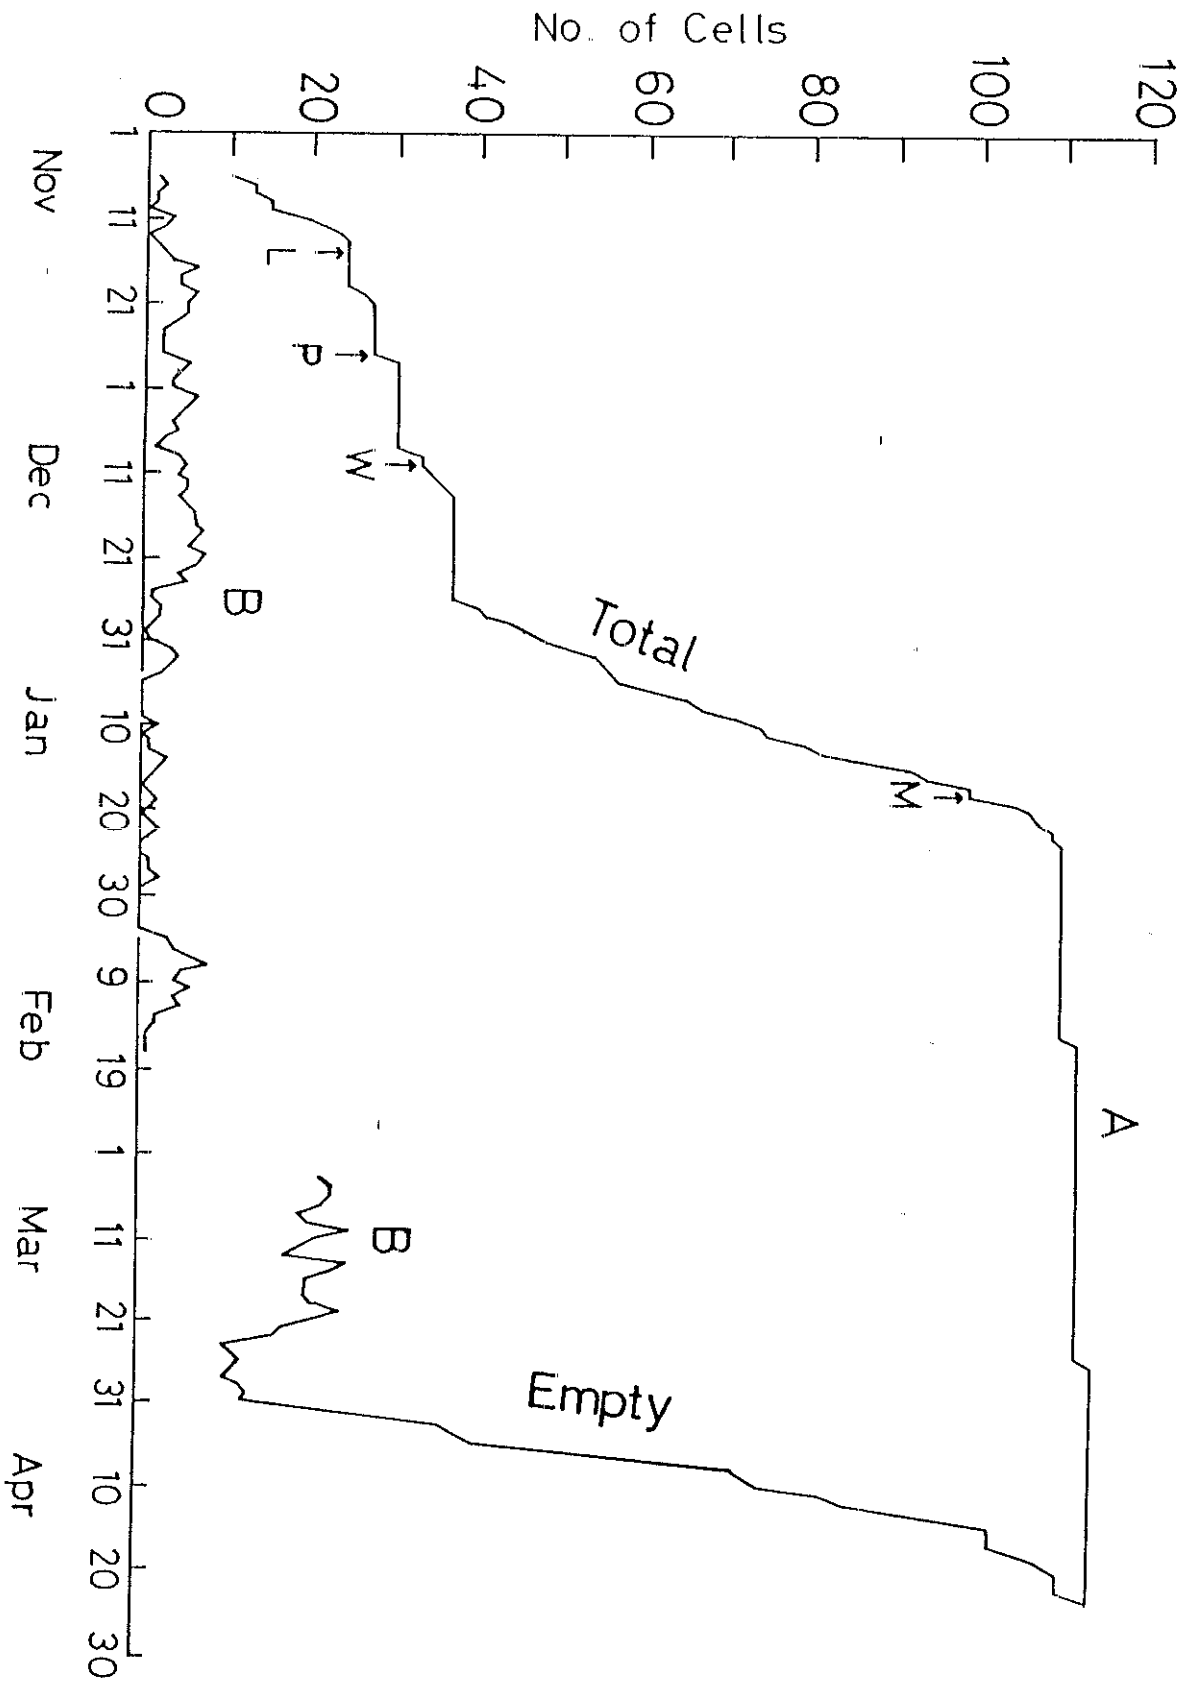 No. of Cells
120
100
80
60
40
20
0
A
Total
M
W
P
L
B
B
Empty
1 11 21 1 11 21 31 10 20 30 9 19 1 11 21 31 10 20 30
Nov Dec Jan Feb Mar Apr